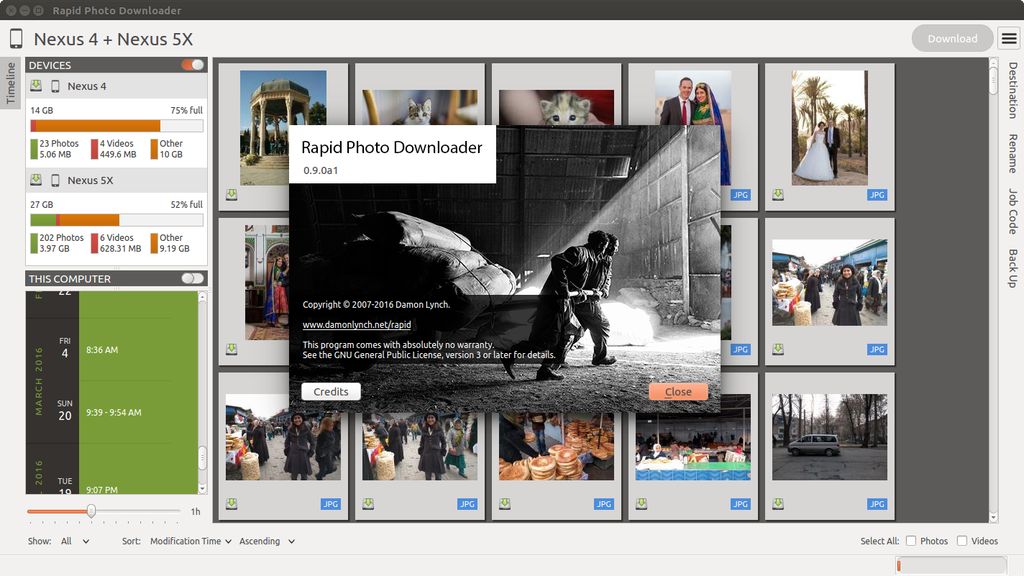 Rapid Photo Downloader
Nexus 4 + Nexus 5X
Download
Timeline
DEVICES
Nexus 4
14 GB 75% full
23 Photos 4 Videos Other
5.06 MB 449.6 MB 10 GB
Nexus 5X
27 GB 52% full
202 Photos 6 Videos Other
3.97 GB 628.31 MB 9.19 GB
THIS COMPUTER
22
FRI
4 8:36 AM
MARCH 2016
SUN
20 9:39 - 9:54 AM
2016
TUE
19 9:07 PM
1h
Rapid Photo Downloader
0.9.0a1
Copyright © 2007-2016 Damon Lynch.
www.damonlynch.net/rapid
This program comes with absolutely no warranty.
See the GNU General Public License, version 3 or later for details.
Credits Close
JPG JPG
JPG JPG
JPG JPG JPG JPG JPG
Destination
Rename
Job Code
Back Up
Show: All Sort: Modification Time Ascending Select All: Photos Videos